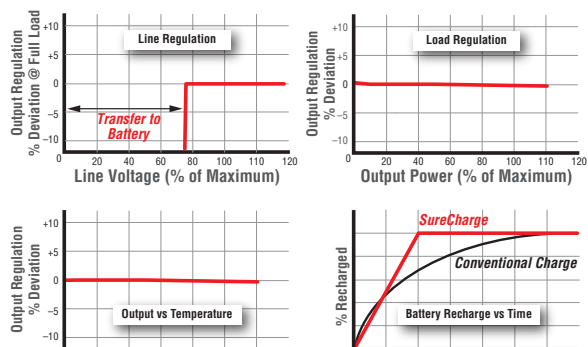 Output Regulation
% Deviation @ Full Load
+10
+5
0
−5
−10
Line Regulation
Transfer to
Battery
0 20 40 60 80 100 120
Line Voltage (% of Maximum)
Output Regulation
% Deviation
+10
+5
0
−5
−10
Load Regulation
0 20 40 60 80 100 120
Output Power (% of Maximum)
Output Regulation
% Deviation
+10
+5
0
−5
−10
Output vs Temperature
% Recharged
SureCharge
Conventional Charge
Battery Recharge vs Time